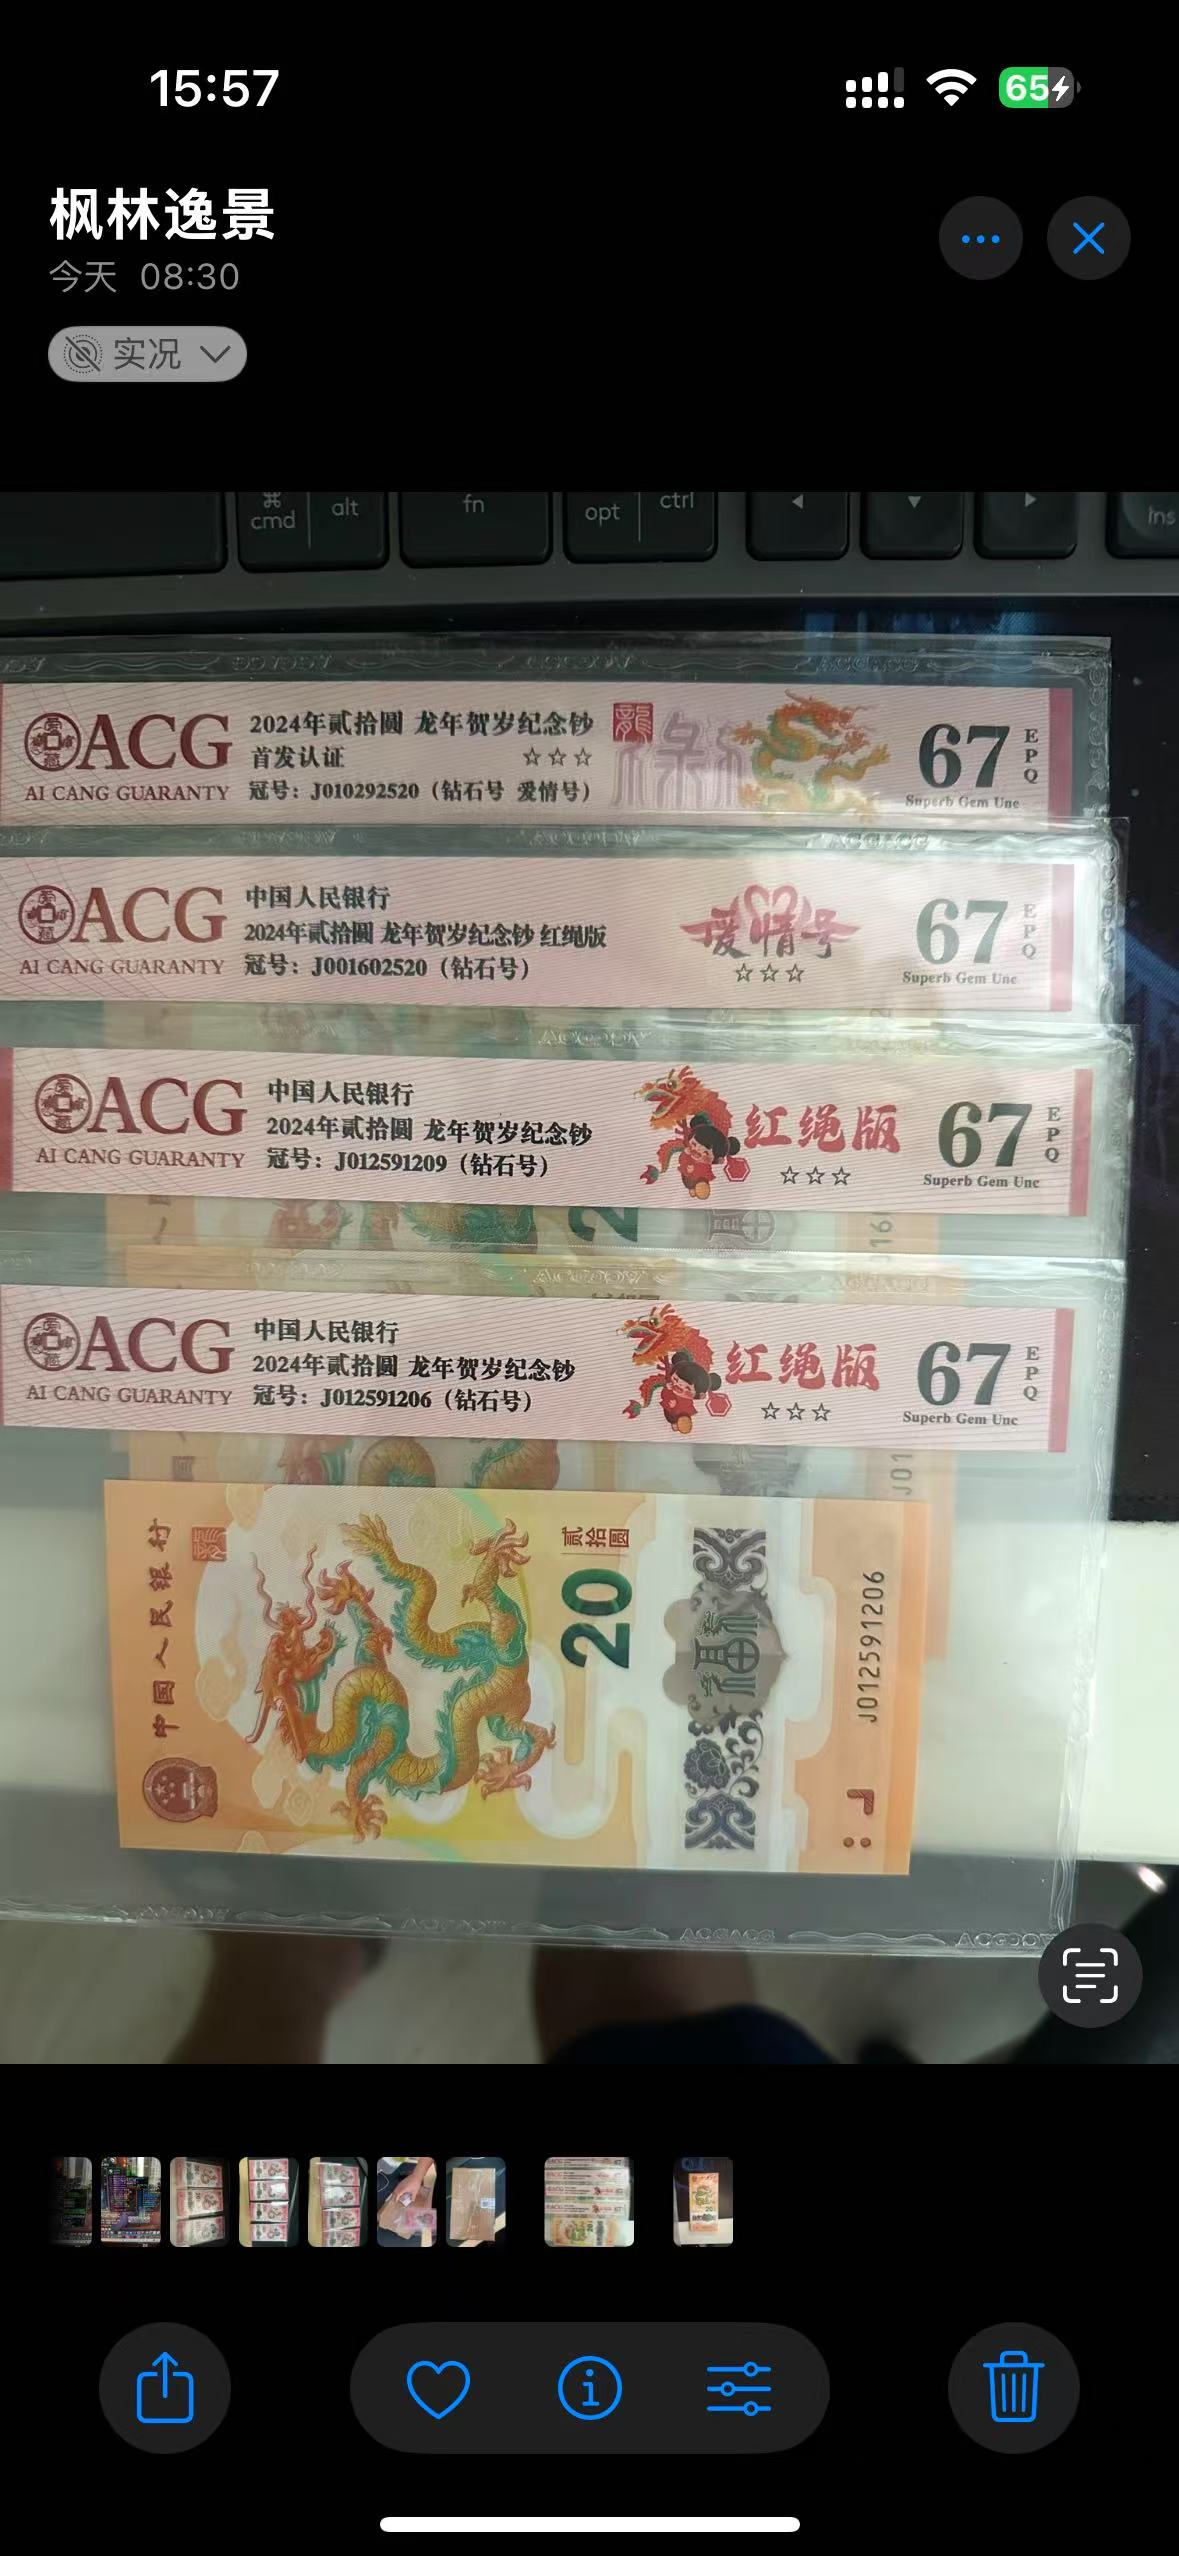 15:57
65
枫林逸景
今天 08:30
实况
cmd
alt
fn
opt
ctrl
Ins
ACG
AI CANG GUARANTY
2024年贰拾圆 龙年贺岁纪念钞
首发认证 ☆☆☆
冠号：J010292520（钻石号 爱情号）
龍
67
EPQ
Superb Gem Unc
ACG
AI CANG GUARANTY
中国人民银行
2024年贰拾圆 龙年贺岁纪念钞 红绳版
冠号：J001602520（钻石号）
爱情号
☆☆☆
67
EPQ
Superb Gem Unc
ACG
AI CANG GUARANTY
中国人民银行
2024年贰拾圆 龙年贺岁纪念钞
冠号：J012591209（钻石号）
红绳版
☆☆☆
67
EPQ
Superb Gem Unc
ACG
AI CANG GUARANTY
中国人民银行
2024年贰拾圆 龙年贺岁纪念钞
冠号：J012591206（钻石号）
红绳版
☆☆☆
67
EPQ
Superb Gem Unc
J01
中国人民银行
贰拾圆
20
J012591206
ACGACG